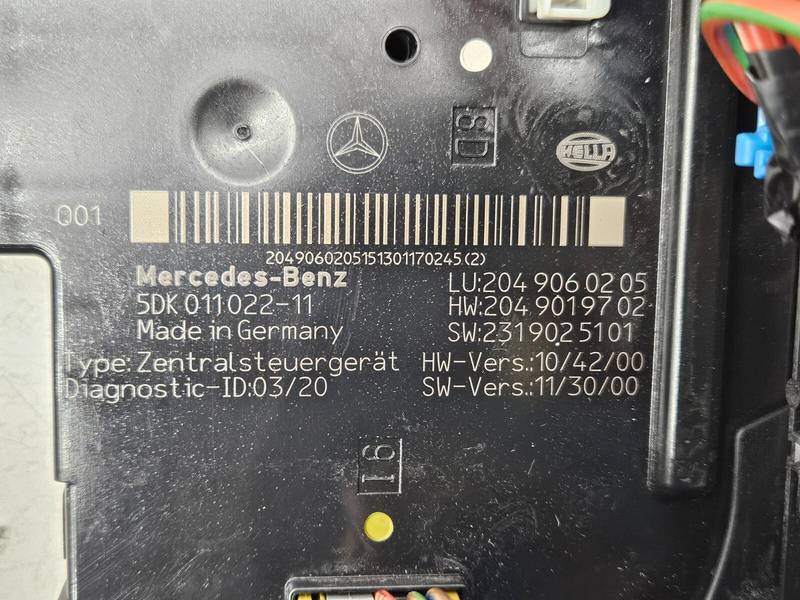 8D
HELLA
001
2049060205151301170245(2)
Mercedes-Benz
LU:204 906 02 05
5DK 011 022-11
HW:204 901 97 02
Made in Germany
SW:231 902 51 01
Type: Zentralsteuergerät
HW-Vers.:10/42/00
Diagnostic-ID:03/20
SW-Vers.:11/30/00
16